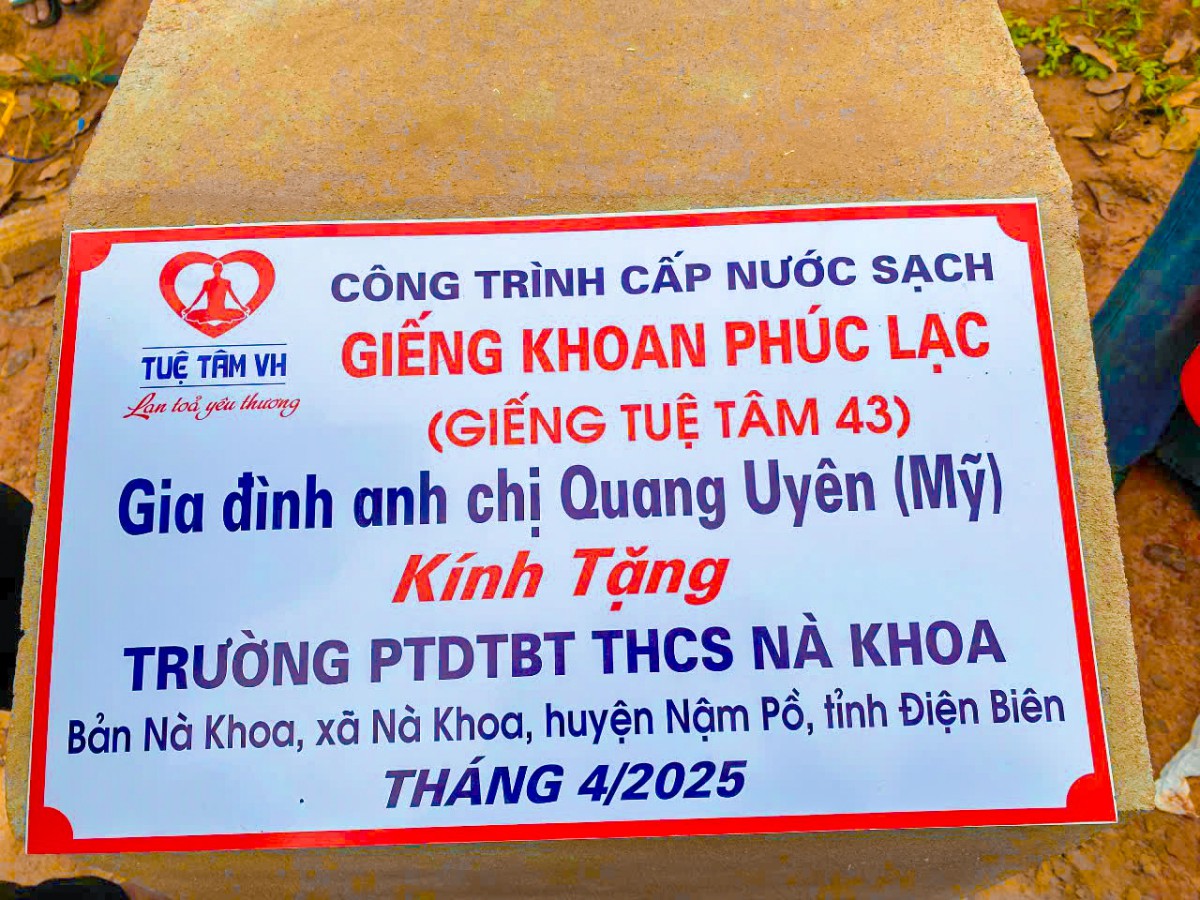 TUỆ TÂM VH
Lan toả yêu thương
CÔNG TRÌNH CẤP NƯỚC SẠCH
GIẾNG KHOAN PHÚC LẠC
(GIẾNG TUỆ TÂM 43)
Gia đình anh chị Quang Uyên (Mỹ)
Kính Tặng
TRƯỜNG PTDTBT THCS NÀ KHOA
Bản Nà Khoa, xã Nà Khoa, huyện Nậm Pồ, tỉnh Điện Biên
THÁNG 4/2025